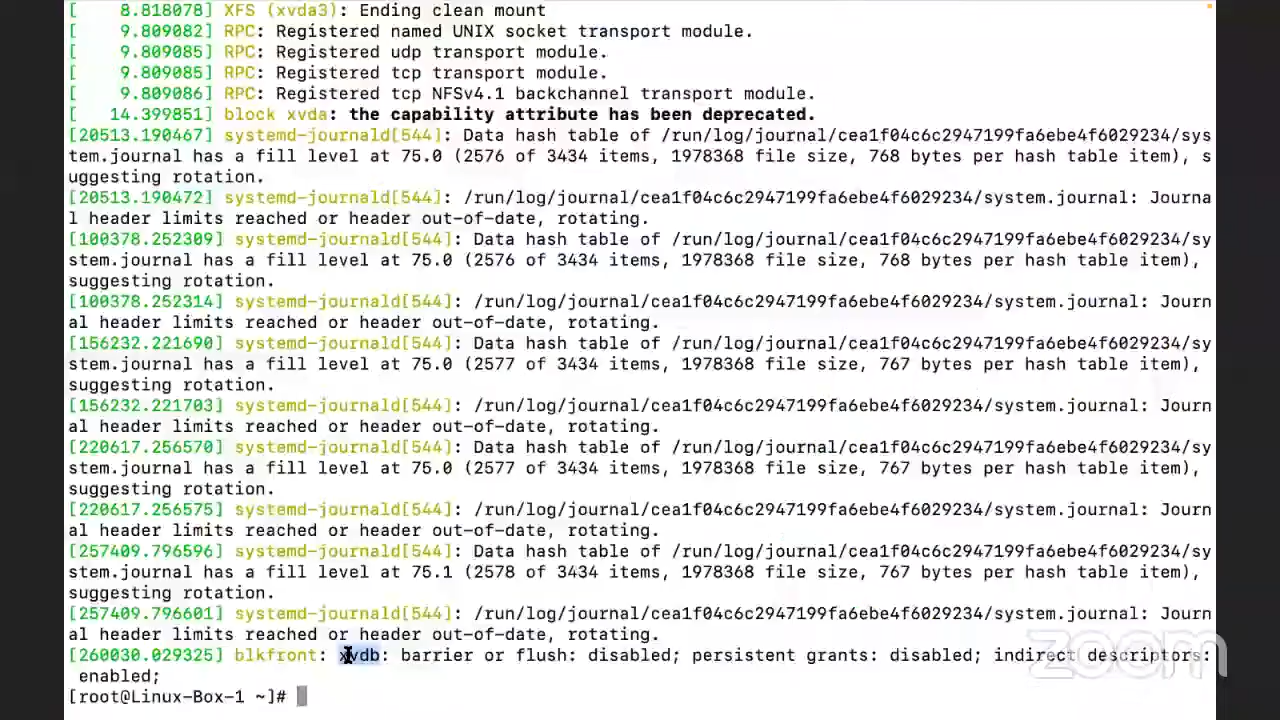 [    8.818078] XFS (xvda3): Ending clean mount
[    9.809082] RPC: Registered named UNIX socket transport module.
[    9.809085] RPC: Registered udp transport module.
[    9.809085] RPC: Registered tcp transport module.
[    9.809086] RPC: Registered tcp NFSv4.1 backchannel transport module.
[   14.399851] block xvda: the capability attribute has been deprecated.
[20513.190467] systemd-journald[544]: Data hash table of /run/log/journal/cea1f04c6c2947199fa6ebe4f6029234/sys
tem.journal has a fill level at 75.0 (2576 of 3434 items, 1978368 file size, 768 bytes per hash table item), s
uggesting rotation.
[20513.190472] systemd-journald[544]: /run/log/journal/cea1f04c6c2947199fa6ebe4f6029234/system.journal: Journa
l header limits reached or header out-of-date, rotating.
[100378.252309] systemd-journald[544]: Data hash table of /run/log/journal/cea1f04c6c2947199fa6ebe4f6029234/sy
stem.journal has a fill level at 75.0 (2576 of 3434 items, 1978368 file size, 768 bytes per hash table item),
suggesting rotation.
[100378.252314] systemd-journald[544]: /run/log/journal/cea1f04c6c2947199fa6ebe4f6029234/system.journal: Journ
al header limits reached or header out-of-date, rotating.
[156232.221690] systemd-journald[544]: Data hash table of /run/log/journal/cea1f04c6c2947199fa6ebe4f6029234/sy
stem.journal has a fill level at 75.0 (2577 of 3434 items, 1978368 file size, 767 bytes per hash table item),
suggesting rotation.
[156232.221703] systemd-journald[544]: /run/log/journal/cea1f04c6c2947199fa6ebe4f6029234/system.journal: Journ
al header limits reached or header out-of-date, rotating.
[220617.256570] systemd-journald[544]: Data hash table of /run/log/journal/cea1f04c6c2947199fa6ebe4f6029234/sy
stem.journal has a fill level at 75.0 (2577 of 3434 items, 1978368 file size, 767 bytes per hash table item),
suggesting rotation.
[220617.256575] systemd-journald[544]: /run/log/journal/cea1f04c6c2947199fa6ebe4f6029234/system.journal: Journ
al header limits reached or header out-of-date, rotating.
[257409.796596] systemd-journald[544]: Data hash table of /run/log/journal/cea1f04c6c2947199fa6ebe4f6029234/sy
stem.journal has a fill level at 75.1 (2578 of 3434 items, 1978368 file size, 767 bytes per hash table item),
suggesting rotation.
[257409.796601] systemd-journald[544]: /run/log/journal/cea1f04c6c2947199fa6ebe4f6029234/system.journal: Journ
al header limits reached or header out-of-date, rotating.
[260030.029325] blkfront: xvdb: barrier or flush: disabled; persistent grants: disabled; indirect descriptors:
 enabled;
[root@Linux-Box-1 ~]#
zoom